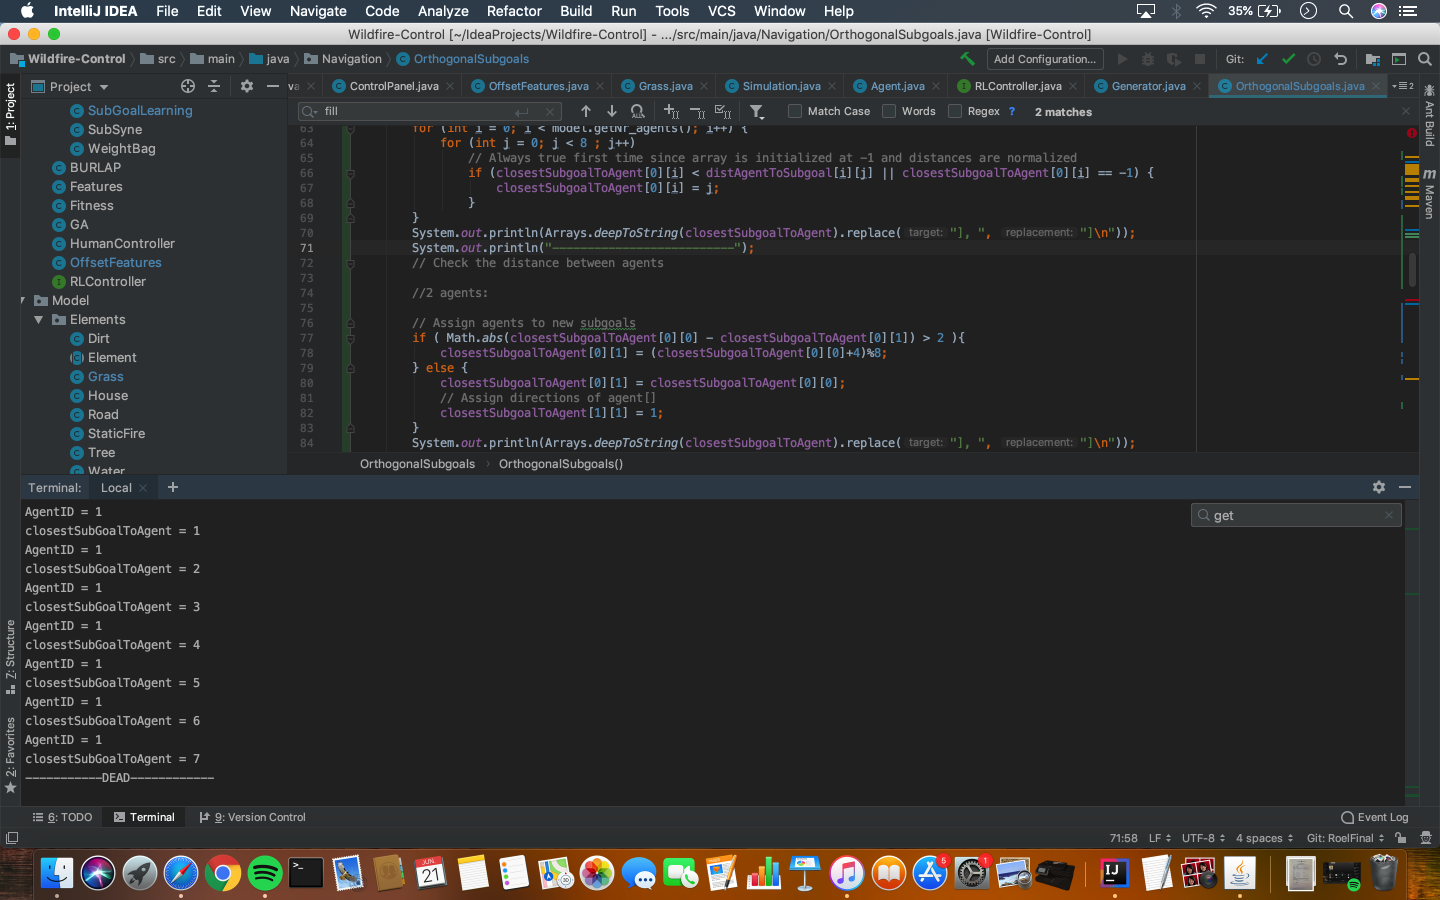 IntelliJ IDEA File Edit View Navigate Code Analyze Refactor Build Run Tools VCS Window Help 35%
Wildfire-Control [~/IdeaProjects/Wildfire-Control] - .../src/main/java/Navigation/OrthogonalSubgoals.java [Wildfire-Control]
Wildfire-Control src main java Navigation OrthogonalSubgoals Add Configuration... Git:
Project va ControlPanel.java OffsetFeatures.java Grass.java Simulation.java Agent.java RLController.java Generator.java OrthogonalSubgoals.java 2
fill Match Case Words Regex ? 2 matches
1: Project
SubGoalLearning
SubSyne
WeightBag
BURLAP
Features
Fitness
GA
HumanController
OffsetFeatures
RLController
Model
Elements
Dirt
Element
Grass
House
Road
StaticFire
Tree
Water
63 for (int i = 0; i < model.getNr_agents(); i++) {
64 for (int j = 0; j < 8 ; j++)
65 // Always true first time since array is initialized at -1 and distances are normalized
66 if (closestSubgoalToAgent[0][i] < distAgentToSubgoal[i][j] || closestSubgoalToAgent[0][i] == -1) {
67 closestSubgoalToAgent[0][i] = j;
68 }
69 }
70 System.out.println(Arrays.deepToString(closestSubgoalToAgent).replace( target: "], ", replacement: "]\n"));
71 System.out.println("--------------------------");
72 // Check the distance between agents
73
74 //2 agents:
75
76 // Assign agents to new subgoals
77 if ( Math.abs(closestSubgoalToAgent[0][0] - closestSubgoalToAgent[0][1]) > 2 ){
78 closestSubgoalToAgent[0][1] = (closestSubgoalToAgent[0][0]+4)%8;
79 } else {
80 closestSubgoalToAgent[0][1] = closestSubgoalToAgent[0][0];
81 // Assign directions of agent[]
82 closestSubgoalToAgent[1][1] = 1;
83 }
84 System.out.println(Arrays.deepToString(closestSubgoalToAgent).replace( target: "], ", replacement: "]\n"));
OrthogonalSubgoals OrthogonalSubgoals()
Ant Build
Maven
Terminal: Local
get
AgentID = 1
closestSubGoalToAgent = 1
AgentID = 1
closestSubGoalToAgent = 2
AgentID = 1
closestSubGoalToAgent = 3
AgentID = 1
closestSubGoalToAgent = 4
AgentID = 1
closestSubGoalToAgent = 5
AgentID = 1
closestSubGoalToAgent = 6
AgentID = 1
closestSubGoalToAgent = 7
-----------DEAD------------
Z: Structure
2: Favorites
6: TODO Terminal 9: Version Control Event Log
71:58 LF UTF-8 4 spaces Git: RoelFinal
JUN
21
5
1
IJ